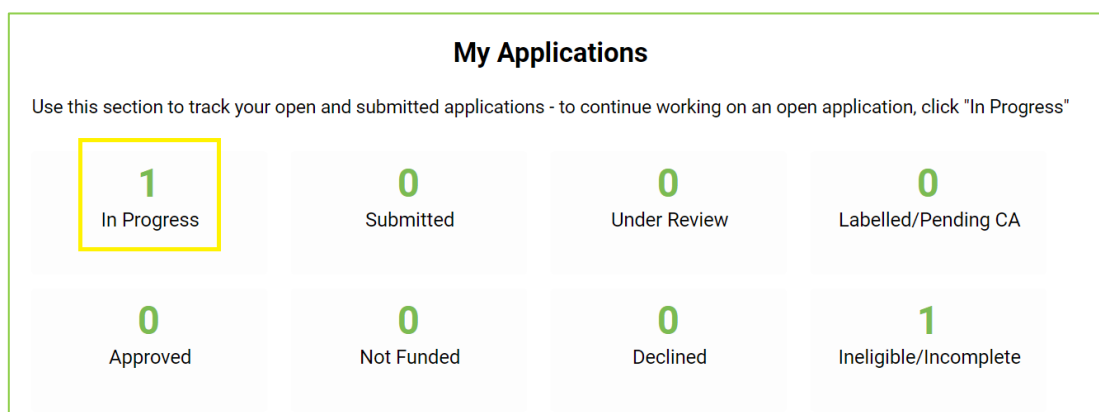 My Applications
Use this section to track your open and submitted applications - to continue working on an open application, click "In Progress"
1
In Progress
0
Submitted
0
Under Review
0
Labelled/Pending CA
0
Approved
0
Not Funded
0
Declined
1
Ineligible/Incomplete